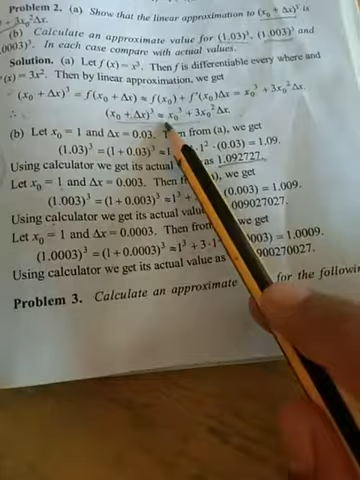 Problem 2. (a) Show that the linear approximation to (x₀ + Δx)³ is
+ 3x₀²Δx.
(b) Calculate approximate value for (1.03)³, (1.003)³ and
.0003)³. In each case compare with actual values.
Solution. (a) Let f(x) = x³. Then f is differentiable every where and
'(x) = 3x². Then by linear approximation, we get
(x₀ + Δx)³ = f(x₀ + Δx) ≈ f(x₀) + f'(x₀)Δx = x₀³ + 3x₀²Δx.
∴ (x₀ + Δx)³ ≈ x₀³ + 3x₀²Δx.
(b) Let x₀ = 1 and Δx = 0.03. Then from (a), we get
(1.03)³ = (1 + 0.03)³ ≈ 1 · 1² · (0.03) = 1.09.
Using calculator we get its actual as 1.092727.
Let x₀ = 1 and Δx = 0.003. Then we get
(1.003)³ = (1 + 0.003)³ ≈ 1³ + (0.003) = 1.009.
Using calculator we get its actual 009027027.
Let x₀ = 1 and Δx = 0.0003. Then from we get
(1.0003)³ = (1 + 0.0003)³ ≈ 1³ + 3 · 003) = 1.0009.
Using calculator we get its actual value as 900270027.
Problem 3. Calculate an approximate for the